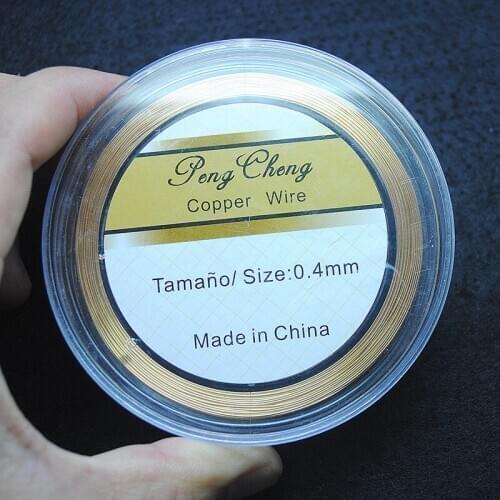 Peng Cheng
Copper Wire
Tamaño/ Size:0.4mm
Made in China